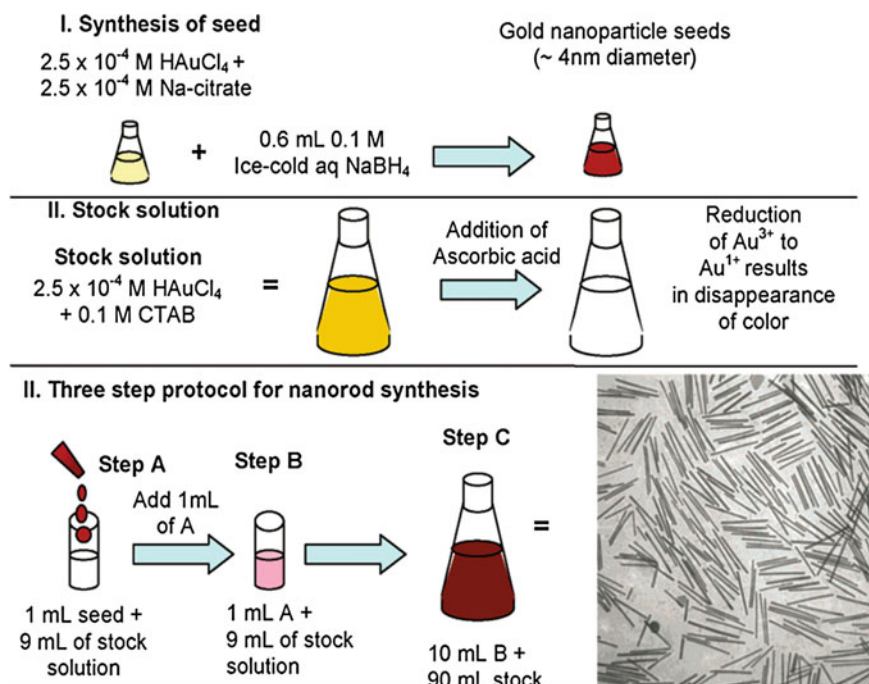 I. Synthesis of seed
2.5 x 10⁻⁴ M HAuCl₄ +
2.5 x 10⁻⁴ M Na-citrate
+
0.6 mL 0.1 M
Ice-cold aq NaBH₄
Gold nanoparticle seeds
(~ 4nm diameter)
II. Stock solution
Stock solution
2.5 x 10⁻⁴ M HAuCl₄
+ 0.1 M CTAB
=
Addition of
Ascorbic acid
Reduction
of Au³⁺ to
Au¹⁺ results
in disappearance
of color
II. Three step protocol for nanorod synthesis
Step A
1 mL seed +
9 mL of stock
solution
Add 1mL
of A
Step B
1 mL A +
9 mL of stock
solution
Step C
10 mL B +
90 mL stock
=